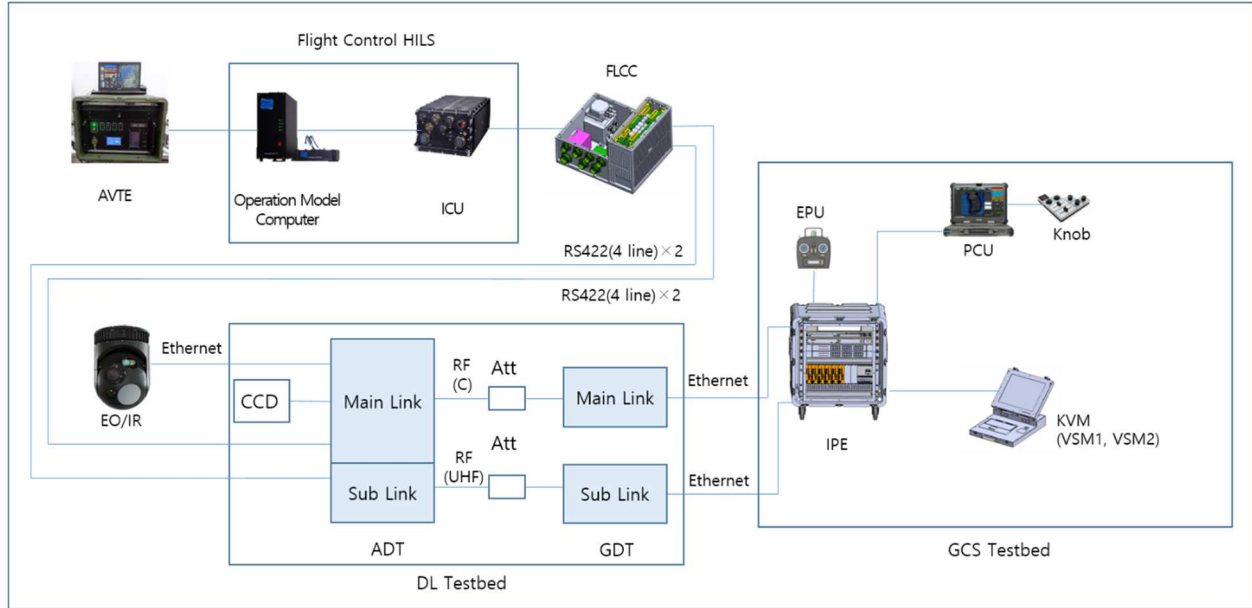 Flight Control HILS
FLCC
AVTE
Operation Model
Computer
ICU
RS422(4 line)×2
RS422(4 line)×2
EPU
PCU
Knob
EO/IR
Ethernet
CCD
Main Link
RF
(C)
Att
Main Link
Ethernet
IPE
KVM
(VSM1, VSM2)
Sub Link
RF
(UHF)
Att
Sub Link
Ethernet
ADT
GDT
DL Testbed
GCS Testbed